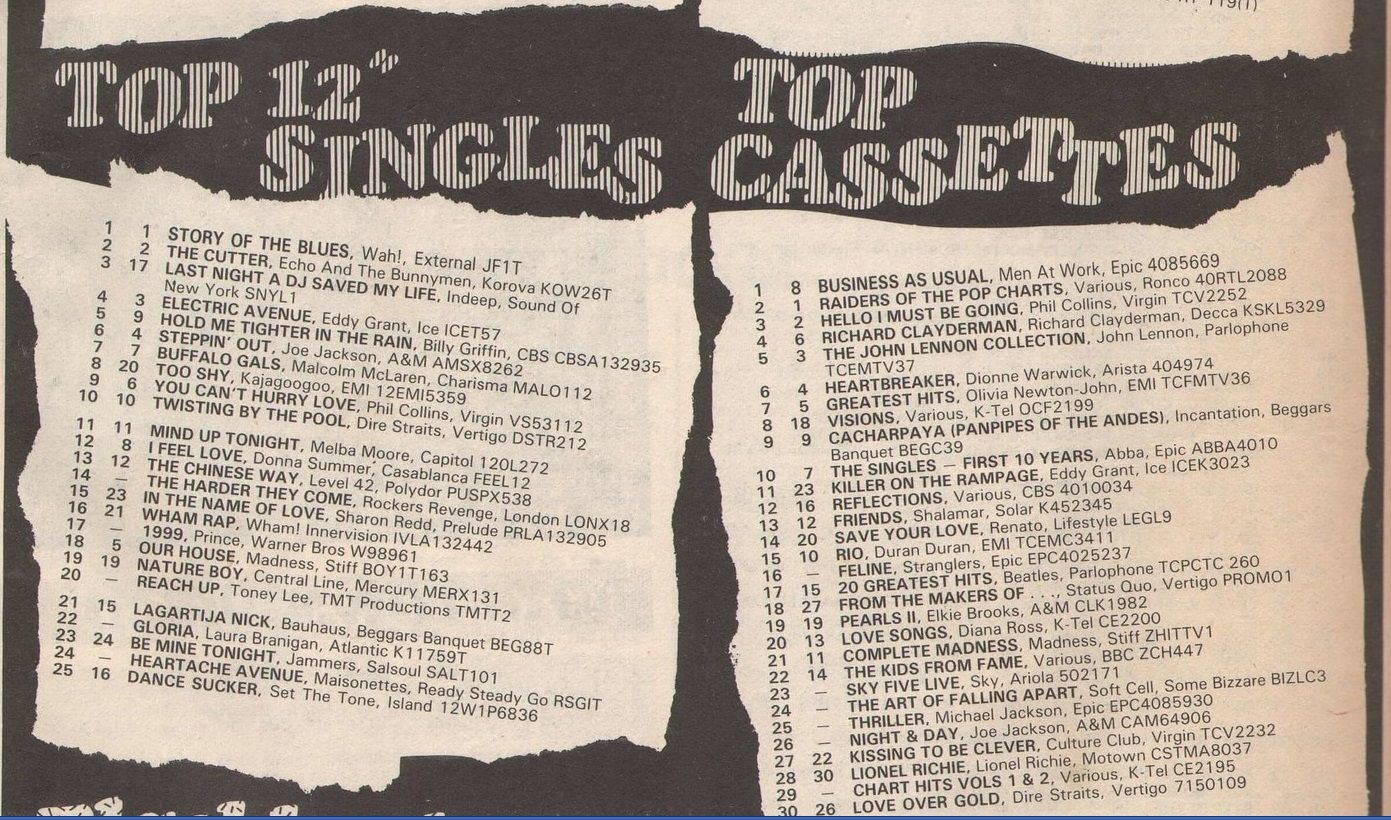 719(1)
TOP 12"
SINGLES
1 1 STORY OF THE BLUES, Wah!, External JF1T
2 2 THE CUTTER, Echo And The Bunnymen, Korova KOW26T
3 17 LAST NIGHT A DJ SAVED MY LIFE, Indeep, Sound Of
New York SNYL1
4 3 ELECTRIC AVENUE, Eddy Grant, Ice ICET57
5 9 HOLD ME TIGHTER IN THE RAIN, Billy Griffin, CBS CBSA132935
6 4 STEPPIN' OUT, Joe Jackson, A&M AMSX8262
7 7 BUFFALO GALS, Malcolm McLaren, Charisma MALO112
8 20 TOO SHY, Kajagoogoo, EMI 12EMI5359
9 6 YOU CAN'T HURRY LOVE, Phil Collins, Virgin VS53112
10 10 TWISTING BY THE POOL, Dire Straits, Vertigo DSTR212
11 11 MIND UP TONIGHT, Melba Moore, Capitol 120L272
12 8 I FEEL LOVE, Donna Summer, Casablanca FEEL12
13 12 THE CHINESE WAY, Level 42, Polydor PUSPX538
14 — THE HARDER THEY COME, Rockers Revenge, London LONX18
15 23 IN THE NAME OF LOVE, Sharon Redd, Prelude PRLA132905
16 21 WHAM RAP, Wham! Innervision IVLA132442
17 — 1999, Prince, Warner Bros W98961
18 5 OUR HOUSE, Madness, Stiff BOY1T163
19 19 NATURE BOY, Central Line, Mercury MERX131
20 — REACH UP, Toney Lee, TMT Productions TMTT2
21 15 LAGARTIJA NICK, Bauhaus, Beggars Banquet BEG88T
22 — GLORIA, Laura Branigan, Atlantic K11759T
23 24 BE MINE TONIGHT, Jammers, Salsoul SALT101
24 — HEARTACHE AVENUE, Maisonettes, Ready Steady Go RSGIT
25 16 DANCE SUCKER, Set The Tone, Island 12W1P6836
TOP
CASSETTES
1 8 BUSINESS AS USUAL, Men At Work, Epic 4085669
2 1 RAIDERS OF THE POP CHARTS, Various, Ronco 40RTL2088
3 2 HELLO I MUST BE GOING, Phil Collins, Virgin TCV2252
4 6 RICHARD CLAYDERMAN, Richard Clayderman, Decca KSKL5329
5 3 THE JOHN LENNON COLLECTION, John Lennon, Parlophone
TCEMTV37
6 4 HEARTBREAKER, Dionne Warwick, Arista 404974
7 5 GREATEST HITS, Olivia Newton-John, EMI TCFMTV36
8 18 VISIONS, Various, K-Tel OCF2199
9 9 CACHARPAYA (PANPIPES OF THE ANDES), Incantation, Beggars
Banquet BEGC39
10 7 THE SINGLES — FIRST 10 YEARS, Abba, Epic ABBA4010
11 23 KILLER ON THE RAMPAGE, Eddy Grant, Ice ICEK3023
12 16 REFLECTIONS, Various, CBS 4010034
13 12 FRIENDS, Shalamar, Solar K452345
14 20 SAVE YOUR LOVE, Renato, Lifestyle LEGL9
15 10 RIO, Duran Duran, EMI TCEMC3411
16 — FELINE, Stranglers, Epic EPC4025237
17 15 20 GREATEST HITS, Beatles, Parlophone TCPCTC 260
18 27 FROM THE MAKERS OF . . ., Status Quo, Vertigo PROMO1
19 19 PEARLS II, Elkie Brooks, A&M CLK1982
20 13 LOVE SONGS, Diana Ross, K-Tel CE2200
21 11 COMPLETE MADNESS, Madness, Stiff ZHITTV1
22 14 THE KIDS FROM FAME, Various, BBC ZCH447
23 — SKY FIVE LIVE, Sky, Ariola 502171
24 — THE ART OF FALLING APART, Soft Cell, Some Bizzare BIZLC3
25 — THRILLER, Michael Jackson, Epic EPC4085930
26 — NIGHT & DAY, Joe Jackson, A&M CAM64906
27 22 KISSING TO BE CLEVER, Culture Club, Virgin TCV2232
28 30 LIONEL RICHIE, Lionel Richie, Motown CSTMA8037
29 — CHART HITS VOLS 1 & 2, Various, K-Tel CE2195
30 26 LOVE OVER GOLD, Dire Straits, Vertigo 7150109